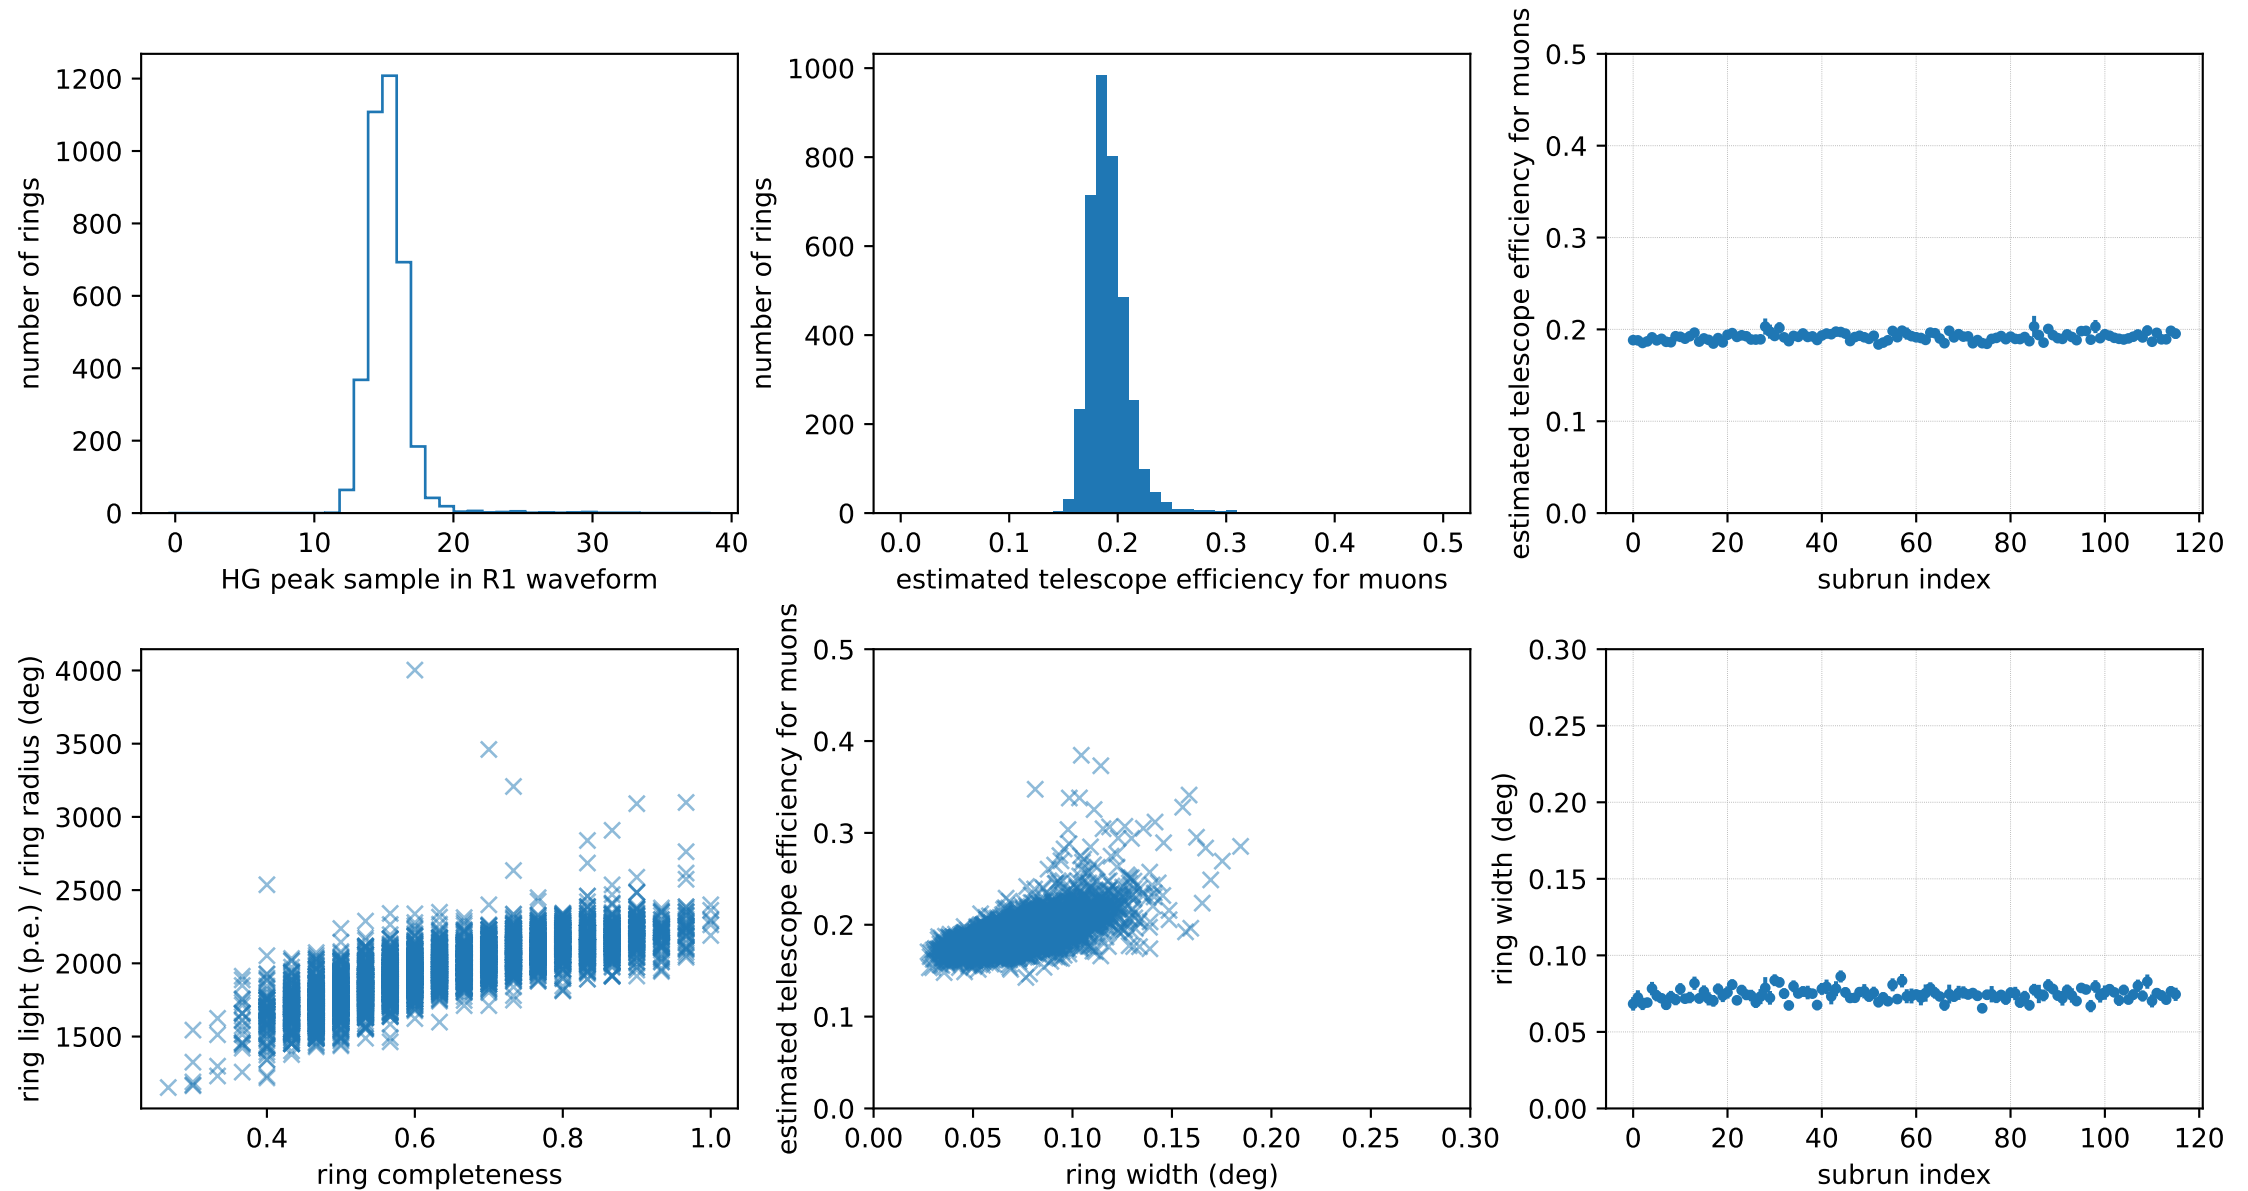 1200
1000
800
600
400
200
0
number of rings
0 10 20 30 40
HG peak sample in R1 waveform
1000
800
600
400
200
0
number of rings
0.0 0.1 0.2 0.3 0.4 0.5
estimated telescope efficiency for muons
0.5
0.4
0.3
0.2
0.1
0.0
estimated telescope efficiency for muons
0 20 40 60 80 100 120
subrun index
4000
3500
3000
2500
2000
1500
ring light (p.e.) / ring radius (deg)
0.4 0.6 0.8 1.0
ring completeness
0.5
0.4
0.3
0.2
0.1
0.0
estimated telescope efficiency for muons
0.00 0.05 0.10 0.15 0.20 0.25 0.30
ring width (deg)
0.30
0.25
0.20
0.15
0.10
0.05
0.00
ring width (deg)
0 20 40 60 80 100 120
subrun index